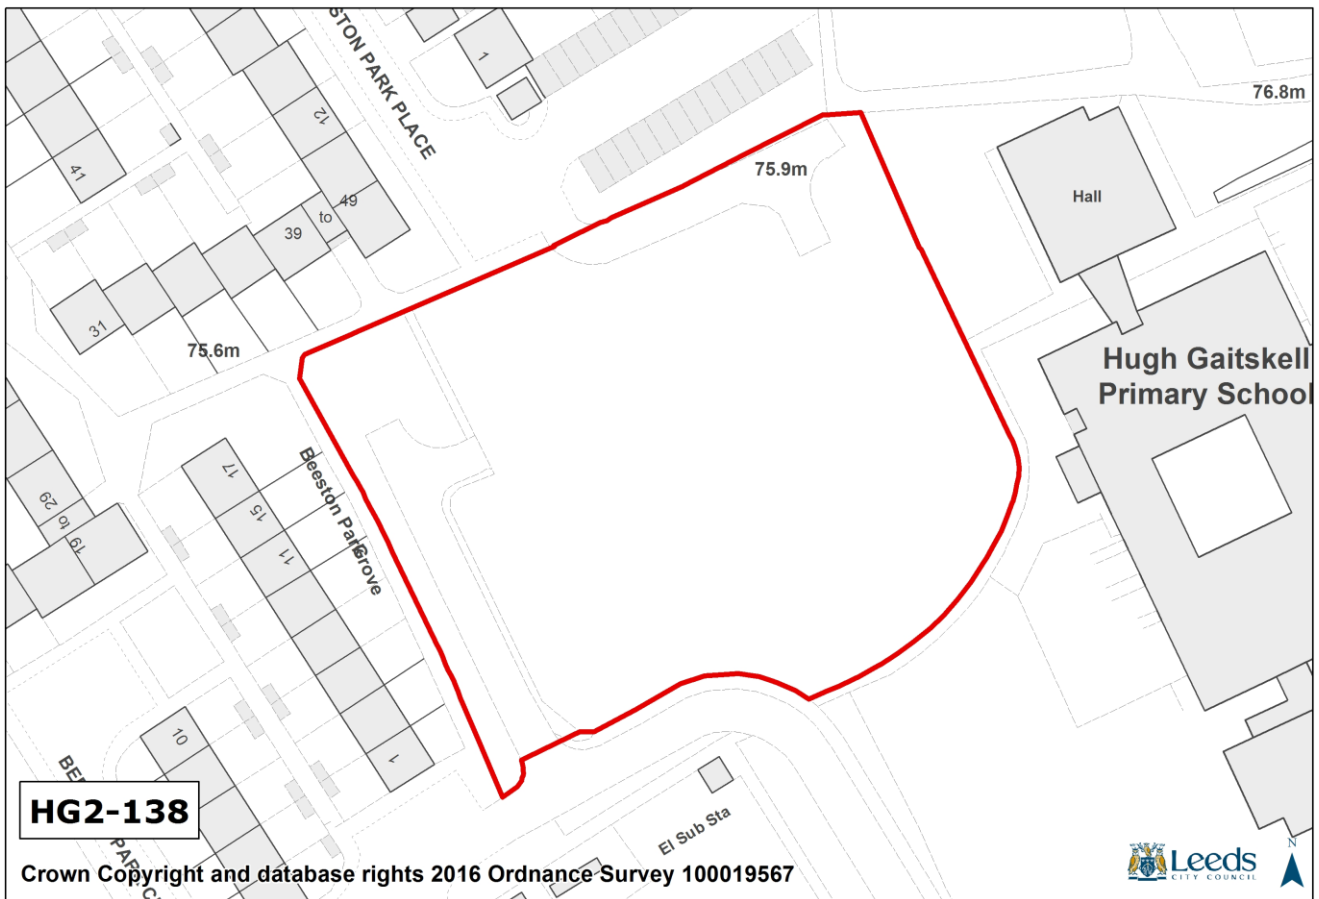 STON PARK PLACE
1
12
41
49
to
39
31
75.6m
75.9m
76.8m
Hall
Hugh Gaitskell
Primary School
Beeston Park
Grove
17
15
11
1
29
to
19
10
HG2-138
El Sub Sta
Crown Copyright and database rights 2016 Ordnance Survey 100019567
Leeds
CITY COUNCIL
N